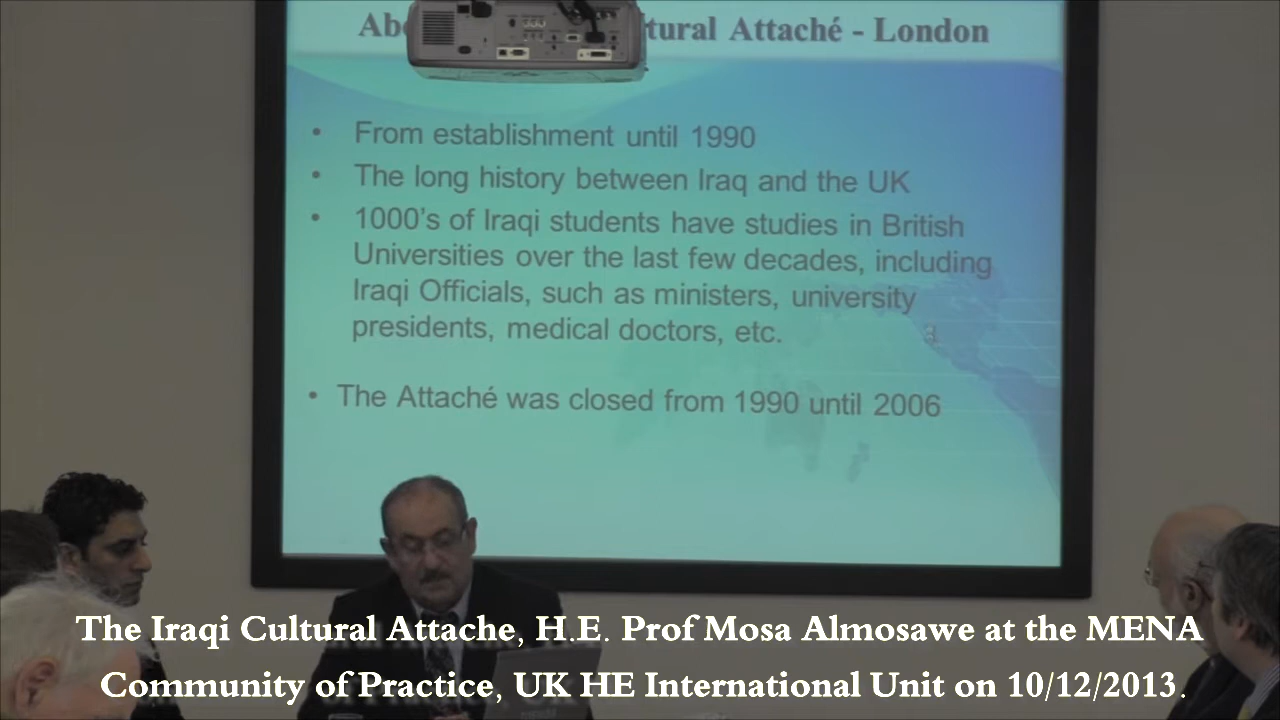 tural Attaché - London
• From establishment until 1990
• The long history between Iraq and the UK
• 1000's of Iraqi students have studies in British
Universities over the last few decades, including
Iraqi Officials, such as ministers, university
presidents, medical doctors, etc.
• The Attaché was closed from 1990 until 2006
The Iraqi Cultural Attache, H.E. Prof Mosa Almosawe at the MENA
Community of Practice, UK HE International Unit on 10/12/2013.